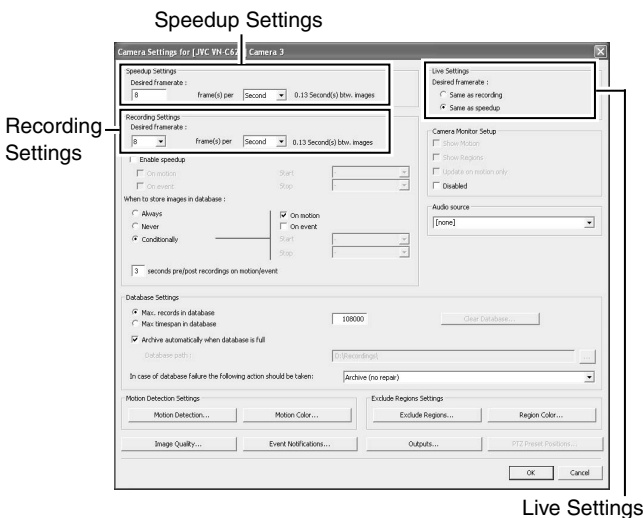 Speedup Settings
Camera Settings for [JVC VN-C67 Camera 3
Speedup Settings
Desired framerate :
8 frame(s) per Second 0.13 Second(s) btw. images
Live Settings
Desired framerate :
Same as recording
Same as speedup
Recording Settings
Recording Settings
Desired framerate :
8 frame(s) per Second 0.13 Second(s) btw. images
Enable speedup
On motion Start
On event Stop
When to store images in database :
Always
Never
Conditionally
On motion
On event
Start
Stop
3 seconds pre/post recordings on motion/event
Camera Monitor Setup
Show Motion
Show Regions
Update on motion only
Disabled
Audio source
[none]
Database Settings
Max. records in database
Max timespan in database
108000
Clear Database...
Archive automatically when database is full
Database path: D:\Recordings\ ...
In case of database failure the following action should be taken: Archive (no repair)
Motion Detection Settings
Motion Detection... Motion Color...
Exclude Regions Settings
Exclude Regions... Region Color...
Image Quality... Event Notifications... Outputs... PTZ Preset Positions...
OK Cancel
Live Settings